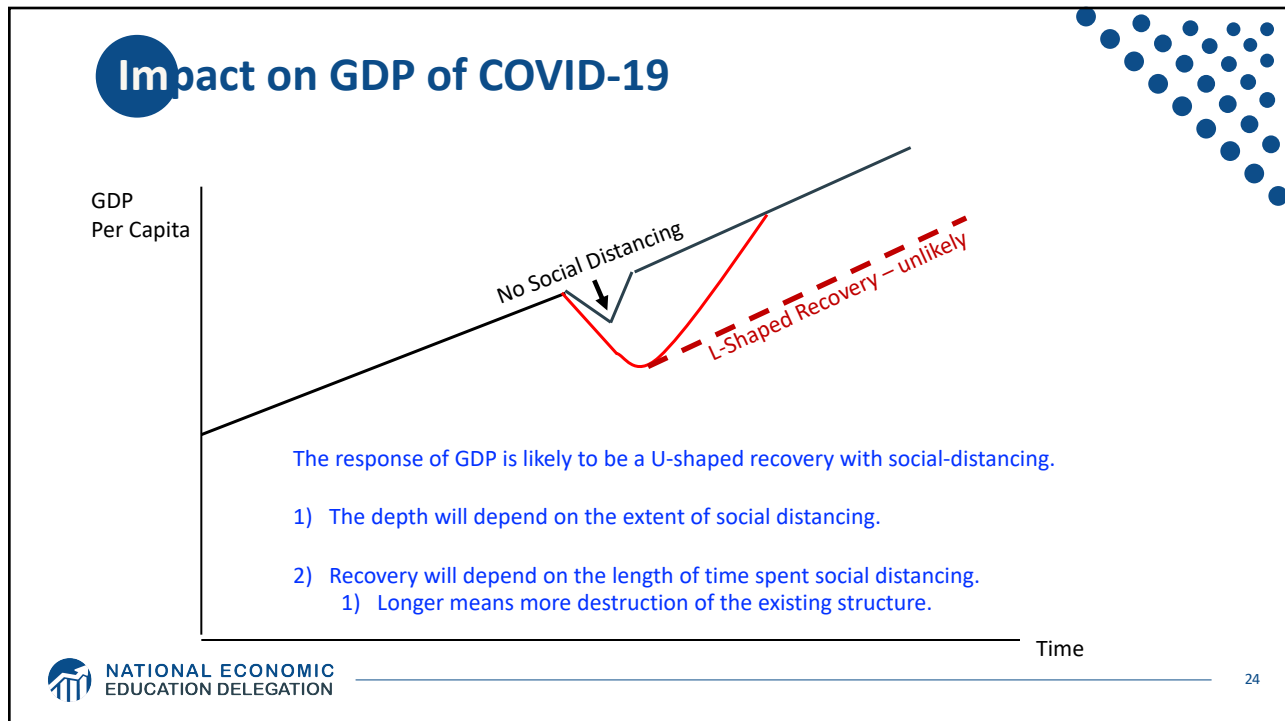 Impact on GDP of COVID-19
GDP
Per Capita
No Social Distancing
L-Shaped Recovery – unlikely
The response of GDP is likely to be a U-shaped recovery with social-distancing.
1) The depth will depend on the extent of social distancing.
2) Recovery will depend on the length of time spent social distancing.
1) Longer means more destruction of the existing structure.
Time
NATIONAL ECONOMIC
EDUCATION DELEGATION
24